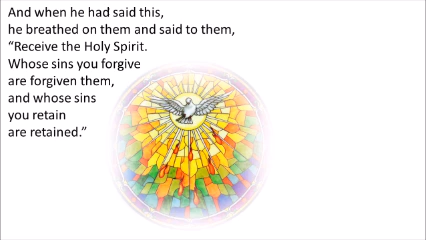 And when he had said this,
he breathed on them and said to them,
“Receive the Holy Spirit.
Whose sins you forgive
are forgiven them,
and whose sins
you retain
are retained.”